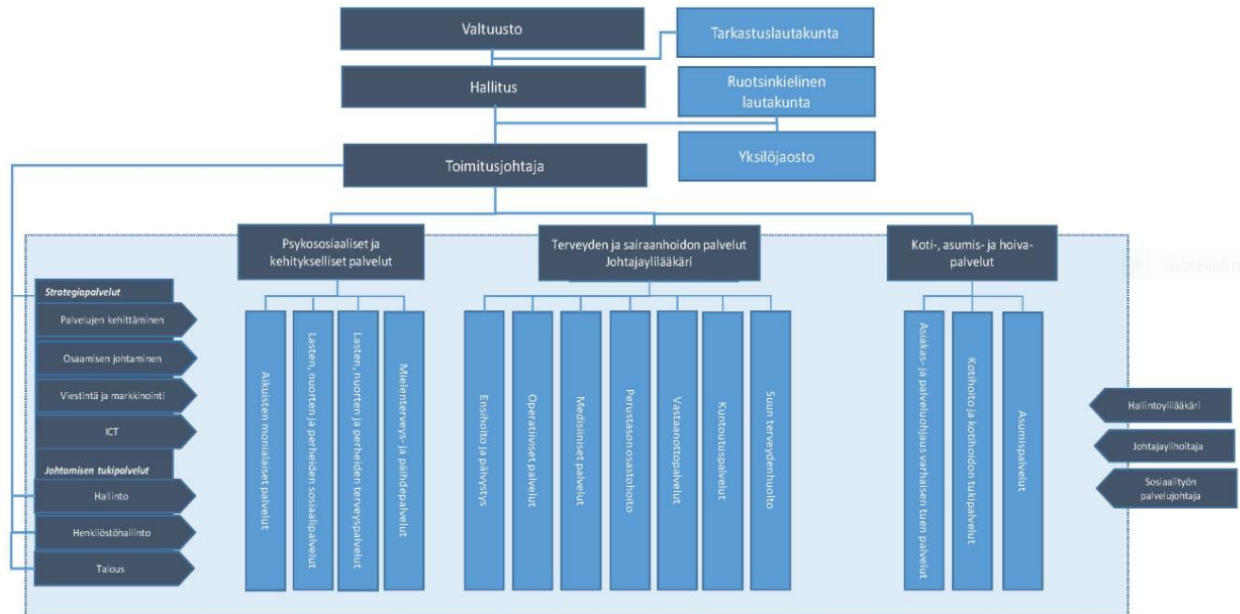 Valtuusto
Tarkastuslautakunta
Hallitus
Ruotsinkielinen
lautakunta
Yksilöjaosto
Toimitusjohtaja
Psykososiaaliset ja
kehitykselliset palvelut
Terveyden ja sairaanhoidon palvelut
Johtajaylilääkäri
Koti-, asumis- ja hoiva-
palvelut
Strategiapalvelut
Palvelujen kehittäminen
Osaamisen johtaminen
Viestintä ja markkinointi
ICT
Johtamisen tukipalvelut
Hallinto
Henkilöstöhallinto
Talous
Aikuisten monialaiset palvelut
Lasten, nuorten ja perheiden sosiaalipalvelut
Lasten, nuorten ja perheiden terveyspalvelut
Mielenterveys- ja päihdepalvelut
Ensihoito ja päivystys
Operatiiviset palvelut
Medisiiniset palvelut
Perustason osastohoito
Vastaanottopalvelut
Kuntoutuspalvelut
Suun terveydenhuolto
Asiakas- ja palveluohjaus varhaisen tuen palvelut
Kotihoito ja kotihoidon tukipalvelut
Asumispalvelut
Hallintoylilääkäri
Johtajaylihoitaja
Sosiaalityön
palvelujohtaja